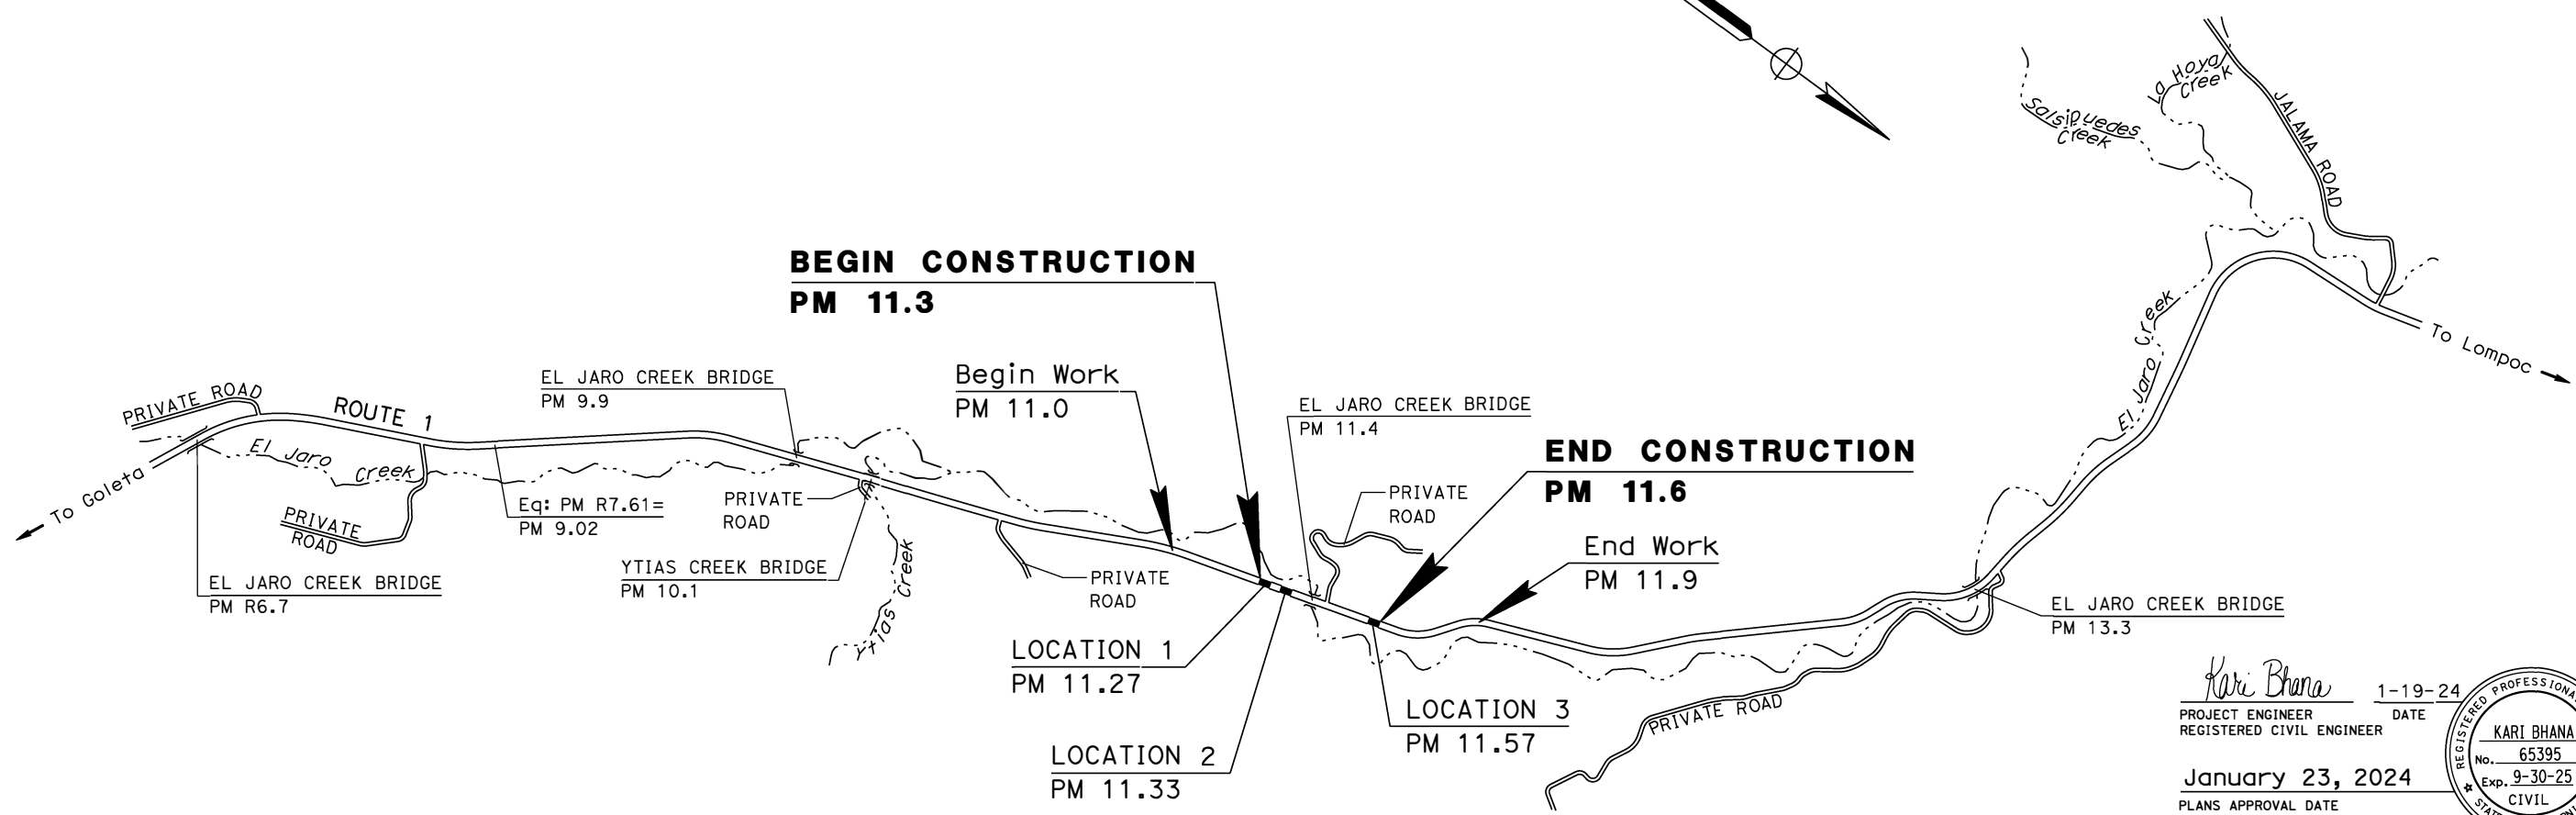 La Hoya
Creek
Salsipuedes
Creek
JALAMA ROAD
BEGIN CONSTRUCTION
PM 11.3
El Jaro Creek
To Lompoc
EL JARO CREEK BRIDGE
PM 9.9
Begin Work
PM 11.0
PRIVATE ROAD
ROUTE 1
EL JARO CREEK BRIDGE
PM 11.4
END CONSTRUCTION
PM 11.6
El Jaro Creek
To Goleta
PRIVATE
ROAD
Eq: PM R7.61=
PM 9.02
PRIVATE
ROAD
PRIVATE
ROAD
End Work
PM 11.9
EL JARO CREEK BRIDGE
PM R6.7
YTIAS CREEK BRIDGE
PM 10.1
Ytias Creek
PRIVATE
ROAD
EL JARO CREEK BRIDGE
PM 13.3
LOCATION 1
PM 11.27
LOCATION 2
PM 11.33
LOCATION 3
PM 11.57
PRIVATE ROAD
Kari Bhana
1-19-24
PROJECT ENGINEER
DATE
REGISTERED CIVIL ENGINEER
January 23, 2024
PLANS APPROVAL DATE
REGISTERED
KARI BHANA
No. 65395
Exp. 9-30-25
CIVIL